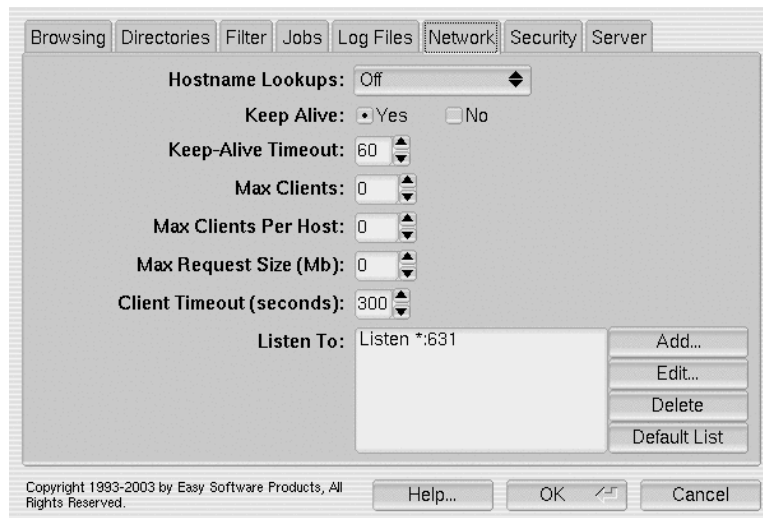 Browsing Directories Filter Jobs Log Files Network Security Server
Hostname Lookups: Off
Keep Alive: Yes No
Keep-Alive Timeout: 60
Max Clients: 0
Max Clients Per Host: 0
Max Request Size (Mb): 0
Client Timeout (seconds): 300
Listen To: Listen *:631
Add...
Edit...
Delete
Default List
Copyright 1993-2003 by Easy Software Products, All
Rights Reserved.
Help... OK Cancel